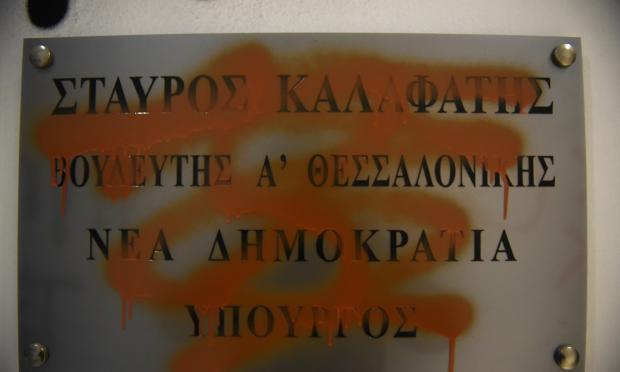 ΣΤΑΥΡΟΣ ΚΑΛΑΦΑΤΗΣ
ΒΟΥΛΕΥΤΗΣ Α' ΘΕΣΣΑΛΟΝΙΚΗΣ
ΝΕΑ ΔΗΜΟΚΡΑΤΙΑ
ΥΠΟΥΡΓΟΣ